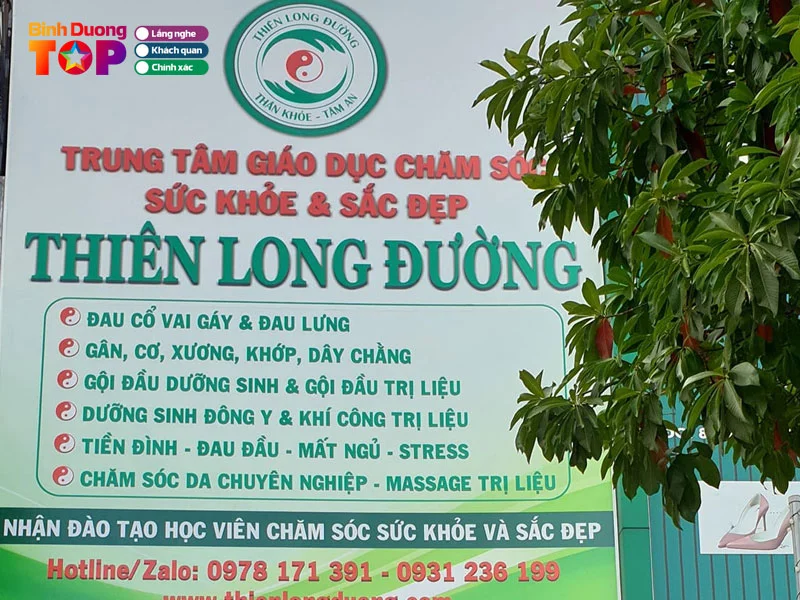 Binh Duong
TOP
Lắng nghe
Khách quan
Chính xác
THIÊN LONG ĐƯỜNG
THÂN KHỎE - TÂM AN
TRUNG TÂM GIÁO DỤC CHĂM SÓC
SỨC KHỎE & SẮC ĐẸP
THIÊN LONG ĐƯỜNG
ĐAU CỔ VAI GÁY & ĐAU LƯNG
GÂN, CƠ, XƯƠNG, KHỚP, DÂY CHẰNG
GỘI ĐẦU DƯỠNG SINH & GỘI ĐẦU TRỊ LIỆU
DƯỠNG SINH ĐÔNG Y & KHÍ CÔNG TRỊ LIỆU
TIỀN ĐÌNH - ĐAU ĐẦU - MẤT NGỦ - STRESS
CHĂM SÓC DA CHUYÊN NGHIỆP - MASSAGE TRỊ LIỆU
NHẬN ĐÀO TẠO HỌC VIÊN CHĂM SÓC SỨC KHỎE VÀ SẮC ĐẸP
Hotline/Zalo: 0978 171 391 - 0931 236 199
www.thienlongduong.com